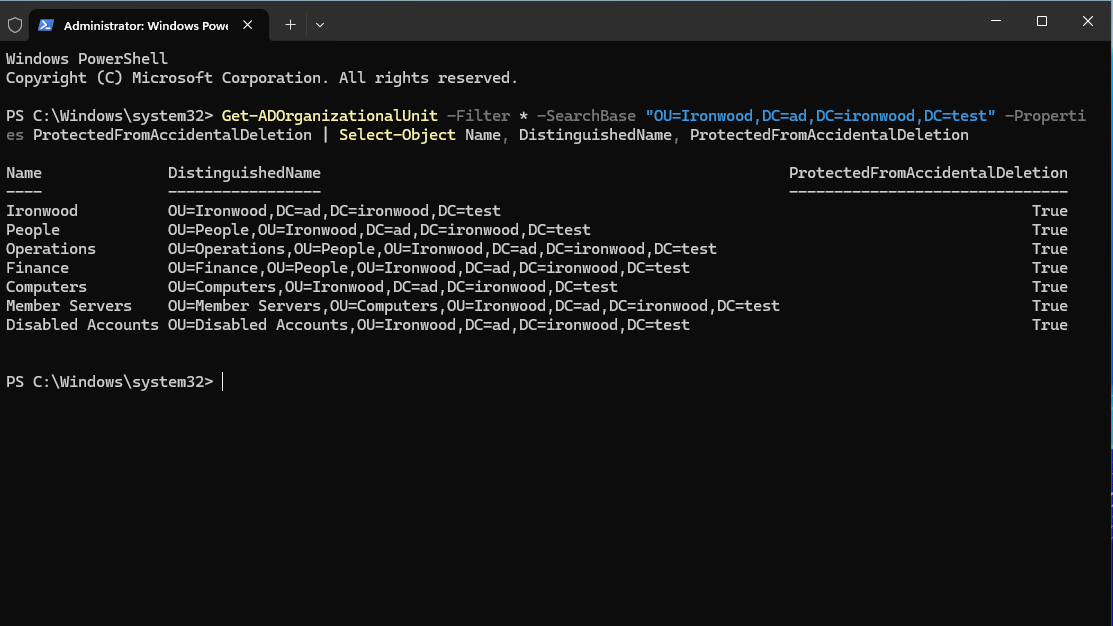 Administrator: Windows Powe
Windows PowerShell
Copyright (C) Microsoft Corporation. All rights reserved.
PS C:\Windows\system32> Get-ADOrganizationalUnit -Filter * -SearchBase "OU=Ironwood,DC=ad,DC=ironwood,DC=test" -Properti
es ProtectedFromAccidentalDeletion | Select-Object Name, DistinguishedName, ProtectedFromAccidentalDeletion
Name DistinguishedName ProtectedFromAccidentalDeletion
---- ----------------- -------------------------------
Ironwood OU=Ironwood,DC=ad,DC=ironwood,DC=test True
People OU=People,OU=Ironwood,DC=ad,DC=ironwood,DC=test True
Operations OU=Operations,OU=People,OU=Ironwood,DC=ad,DC=ironwood,DC=test True
Finance OU=Finance,OU=People,OU=Ironwood,DC=ad,DC=ironwood,DC=test True
Computers OU=Computers,OU=Ironwood,DC=ad,DC=ironwood,DC=test True
Member Servers OU=Member Servers,OU=Computers,OU=Ironwood,DC=ad,DC=ironwood,DC=test True
Disabled Accounts OU=Disabled Accounts,OU=Ironwood,DC=ad,DC=ironwood,DC=test True
PS C:\Windows\system32>